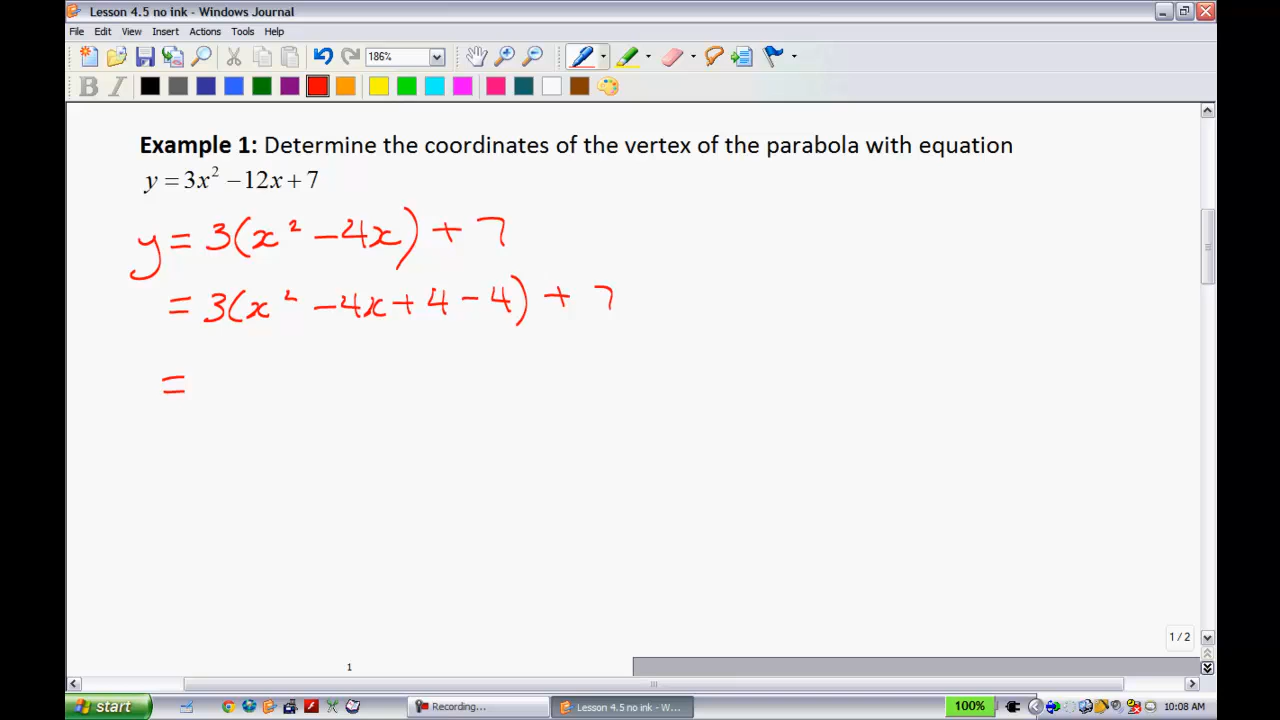 Lesson 4.5 no ink - Windows Journal
File Edit View Insert Actions Tools Help
186%
B I
Example 1: Determine the coordinates of the vertex of the parabola with equation
y = 3x² − 12x + 7
y = 3(x² − 4x) + 7
= 3(x² − 4x + 4 − 4) + 7
=
1 / 2
1
start Recording... Lesson 4.5 no ink - W... 100% 10:08 AM